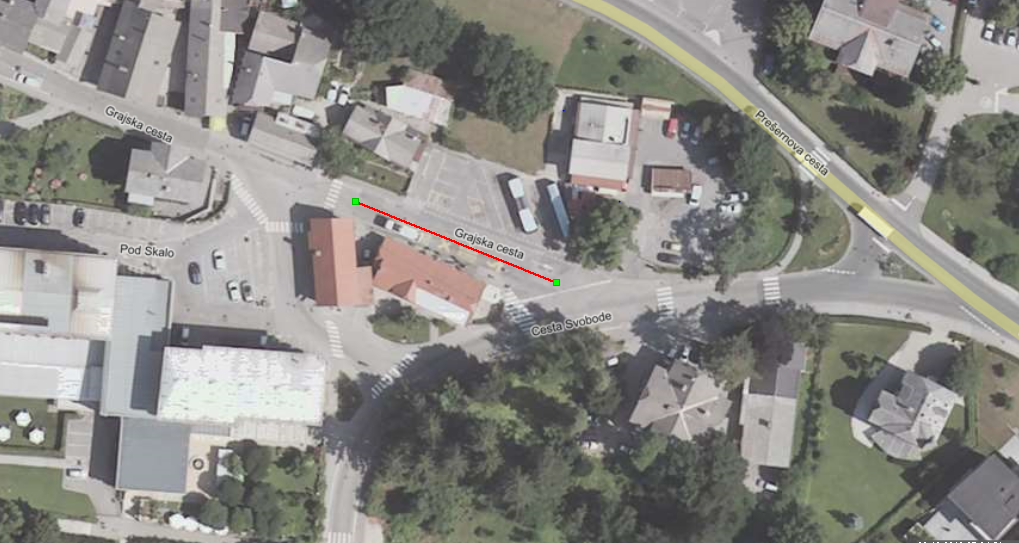 Grajska cesta
Prešernova cesta
Grajska cesta
Pod Skalo
Cesta Svobode